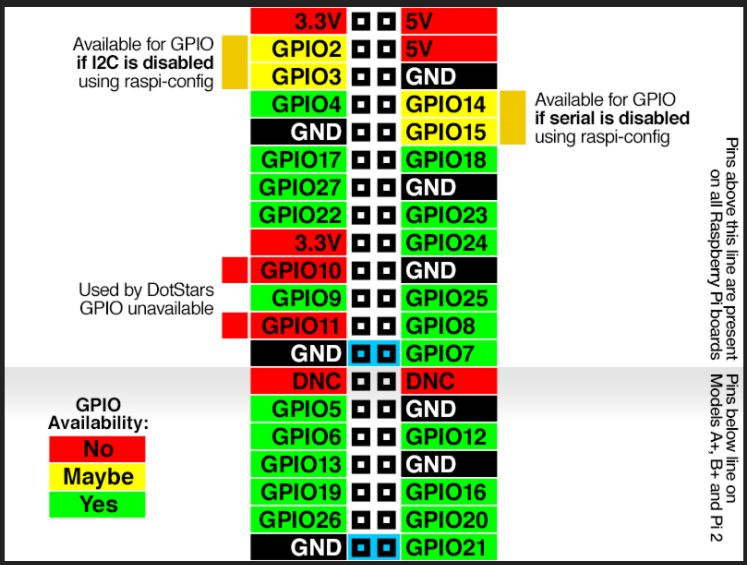 3.3V 5V
Available for GPIO
if I2C is disabled
using raspi-config
GPIO2 5V
GPIO3 GND
GPIO4 GPIO14
Available for GPIO
if serial is disabled
using raspi-config
GND GPIO15
GPIO17 GPIO18
GPIO27 GND
GPIO22 GPIO23
3.3V GPIO24
Used by DotStars
GPIO unavailable
GPIO10 GND
GPIO9 GPIO25
GPIO11 GPIO8
GND GPIO7
Pins above this line are present
on all Raspberry Pi boards
DNC DNC
GPIO5 GND
GPIO6 GPIO12
GPIO13 GND
GPIO19 GPIO16
GPIO26 GPIO20
GND GPIO21
Pins below line on
Models A+, B+ and Pi 2
GPIO
Availability:
No
Maybe
Yes